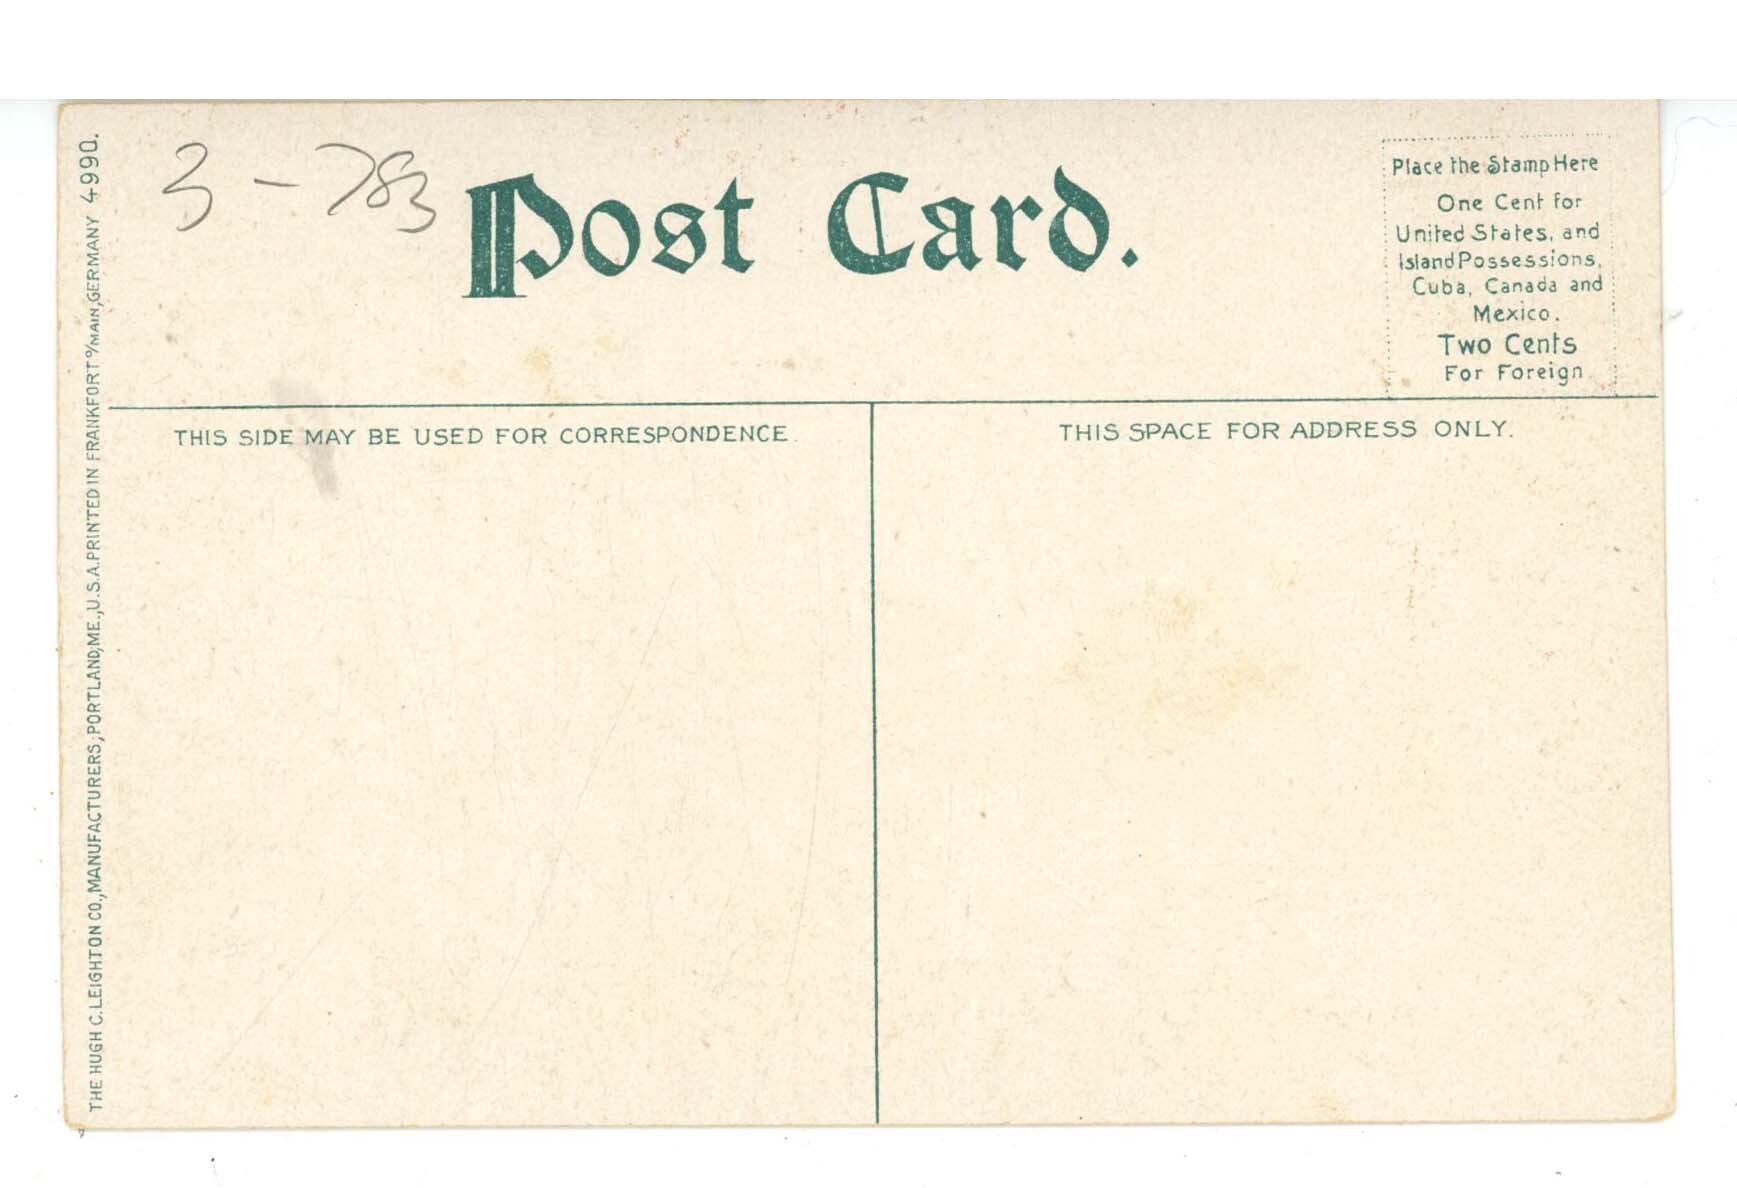 3 - 783
Post Card.
Place the Stamp Here
One Cent for
United States, and
Island Possessions,
Cuba, Canada and
Mexico.
Two Cents
For Foreign
THIS SIDE MAY BE USED FOR CORRESPONDENCE.
THIS SPACE FOR ADDRESS ONLY.
THE HUGH C. LEIGHTON CO., MANUFACTURERS, PORTLAND, ME., U.S.A. PRINTED IN FRANKFORT o/MAIN, GERMANY 4990.